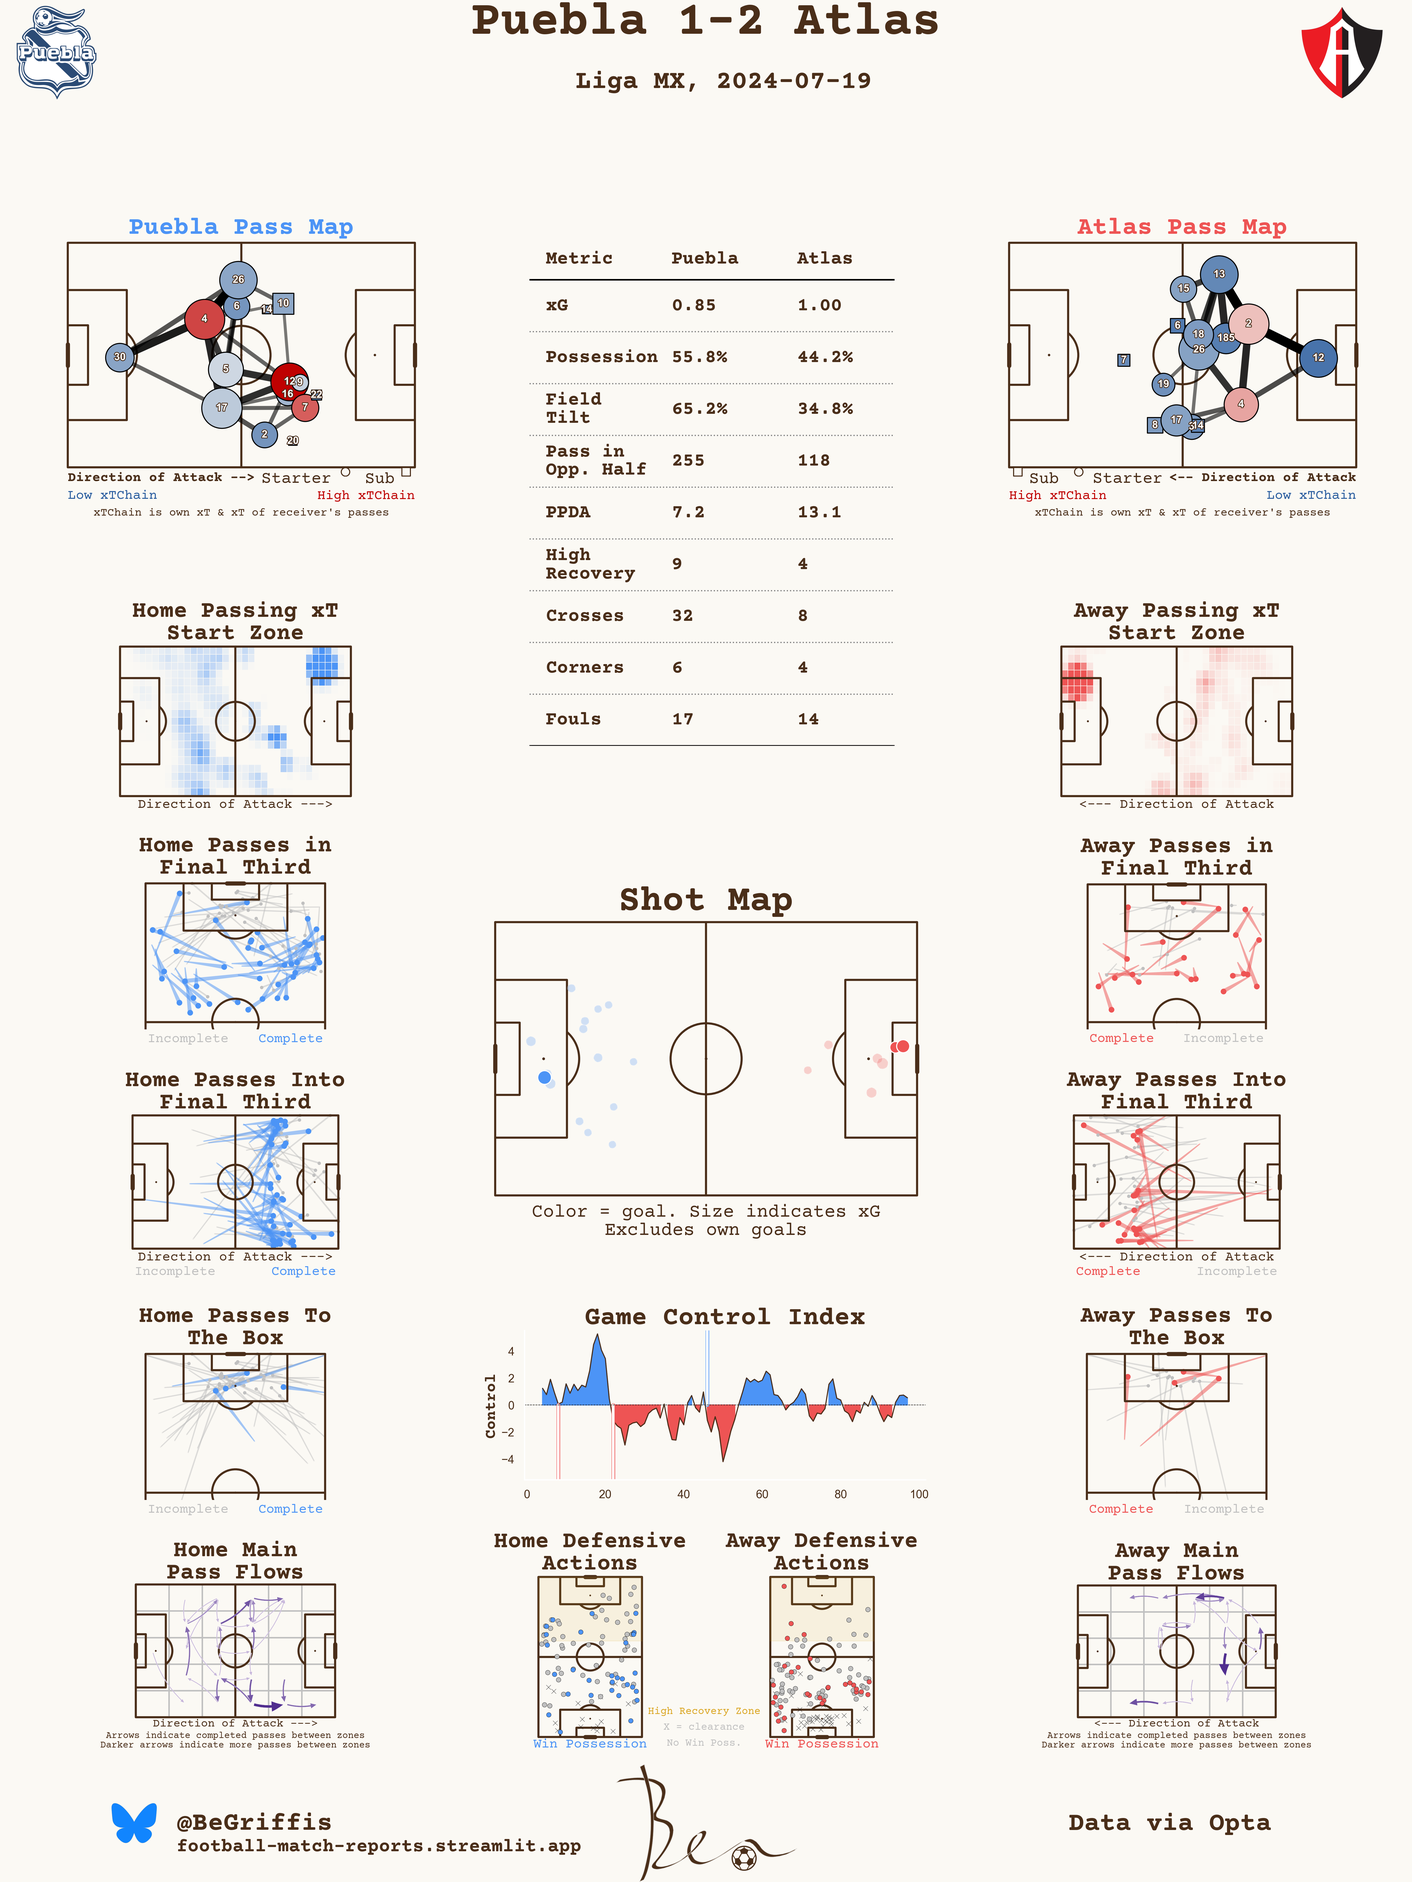 Puebla 1-2 Atlas
Liga MX, 2024-07-19
Puebla
A
Puebla Pass Map
26
10
6
14
4
30
5
12
9
16
22
7
17
2
20
Direction of Attack --> Starter Sub
Low xTChain High xTChain
xTChain is own xT & xT of receiver's passes
Metric Puebla Atlas
xG 0.85 1.00
Possession 55.8% 44.2%
Field
Tilt 65.2% 34.8%
Pass in
Opp. Half 255 118
PPDA 7.2 13.1
High
Recovery 9 4
Crosses 32 8
Corners 6 4
Fouls 17 14
Atlas Pass Map
13
15
6
2
18
185
26
7
12
19
4
17
8
14
Sub Starter <-- Direction of Attack
High xTChain Low xTChain
xTChain is own xT & xT of receiver's passes
Home Passing xT
Start Zone
Direction of Attack --->
Away Passing xT
Start Zone
<--- Direction of Attack
Home Passes in
Final Third
Incomplete Complete
Away Passes in
Final Third
Complete Incomplete
Shot Map
Color = goal. Size indicates xG
Excludes own goals
Home Passes Into
Final Third
Direction of Attack --->
Incomplete Complete
Away Passes Into
Final Third
<--- Direction of Attack
Complete Incomplete
Home Passes To
The Box
Incomplete Complete
Game Control Index
Control
4
2
0
−2
−4
0 20 40 60 80 100
Away Passes To
The Box
Complete Incomplete
Home Main
Pass Flows
Direction of Attack --->
Arrows indicate completed passes between zones
Darker arrows indicate more passes between zones
Home Defensive
Actions
Win Possession
High Recovery Zone
X = clearance
No Win Poss.
Away Defensive
Actions
Win Possession
Away Main
Pass Flows
<--- Direction of Attack
Arrows indicate completed passes between zones
Darker arrows indicate more passes between zones
@BeGriffis
football-match-reports.streamlit.app
Ben
Data via Opta